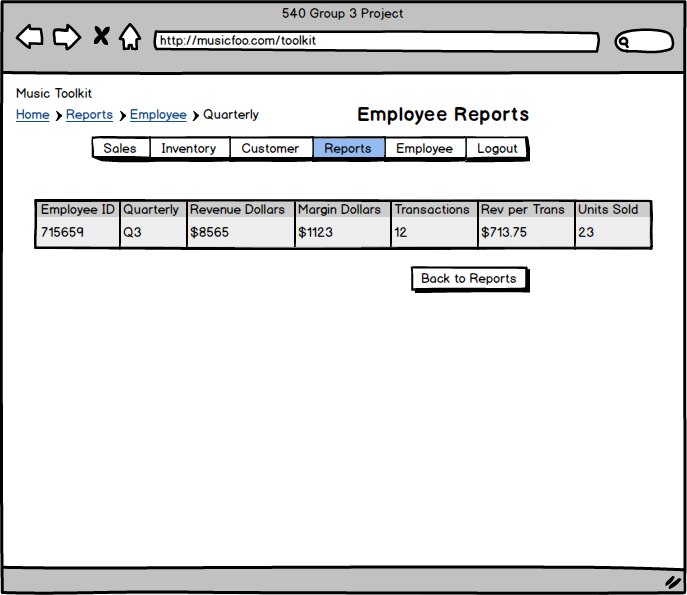 540 Group 3 Project
http://musicfoo.com/toolkit
Music Toolkit
Home > Reports > Employee > Quarterly
Employee Reports
Sales Inventory Customer Reports Employee Logout
Employee ID Quarterly Revenue Dollars Margin Dollars Transactions Rev per Trans Units Sold
715659 Q3 $8565 $1123 12 $713.75 23
Back to Reports